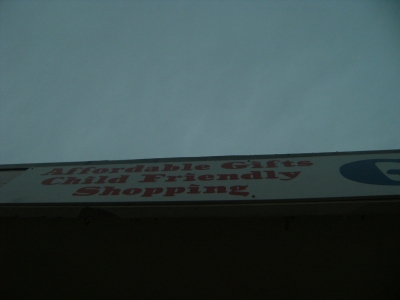 Affordable Gifts
Child Friendly
Shopping.